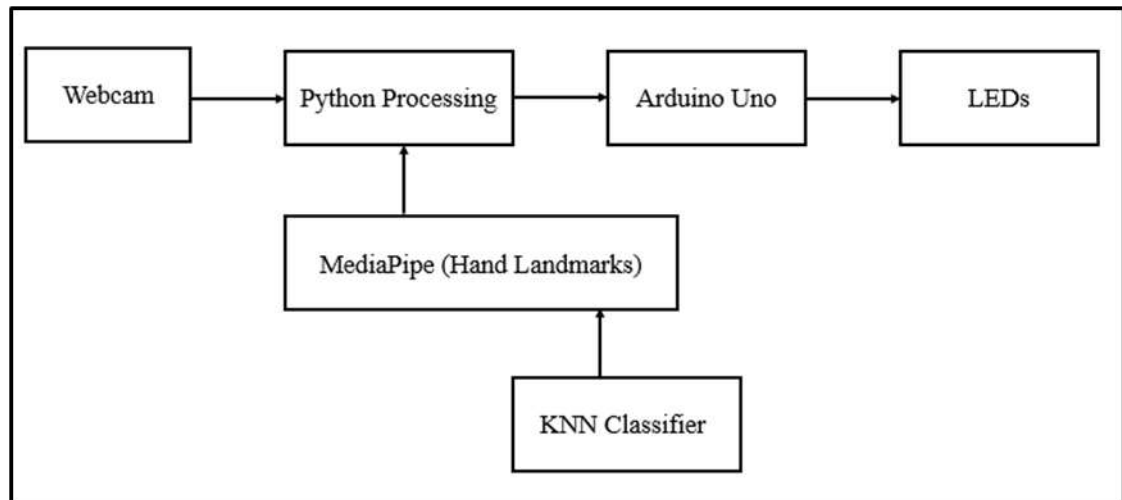 Webcam
Python Processing
Arduino Uno
LEDs
MediaPipe (Hand Landmarks)
KNN Classifier